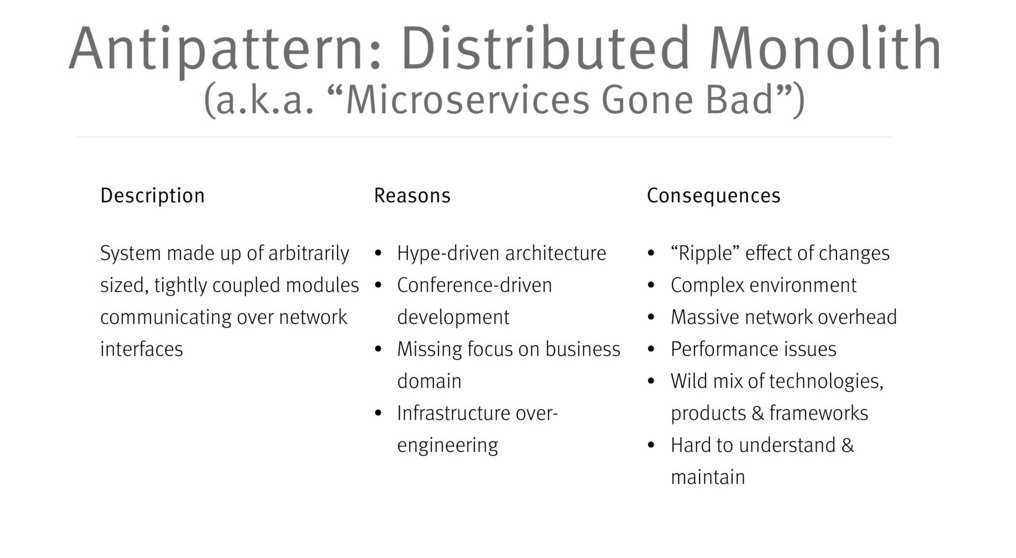 Antipattern: Distributed Monolith
(a.k.a. “Microservices Gone Bad”)
Description
System made up of arbitrarily
sized, tightly coupled modules
communicating over network
interfaces
Reasons
• Hype-driven architecture
• Conference-driven
development
• Missing focus on business
domain
• Infrastructure over-
engineering
Consequences
• “Ripple” effect of changes
• Complex environment
• Massive network overhead
• Performance issues
• Wild mix of technologies,
products & frameworks
• Hard to understand &
maintain